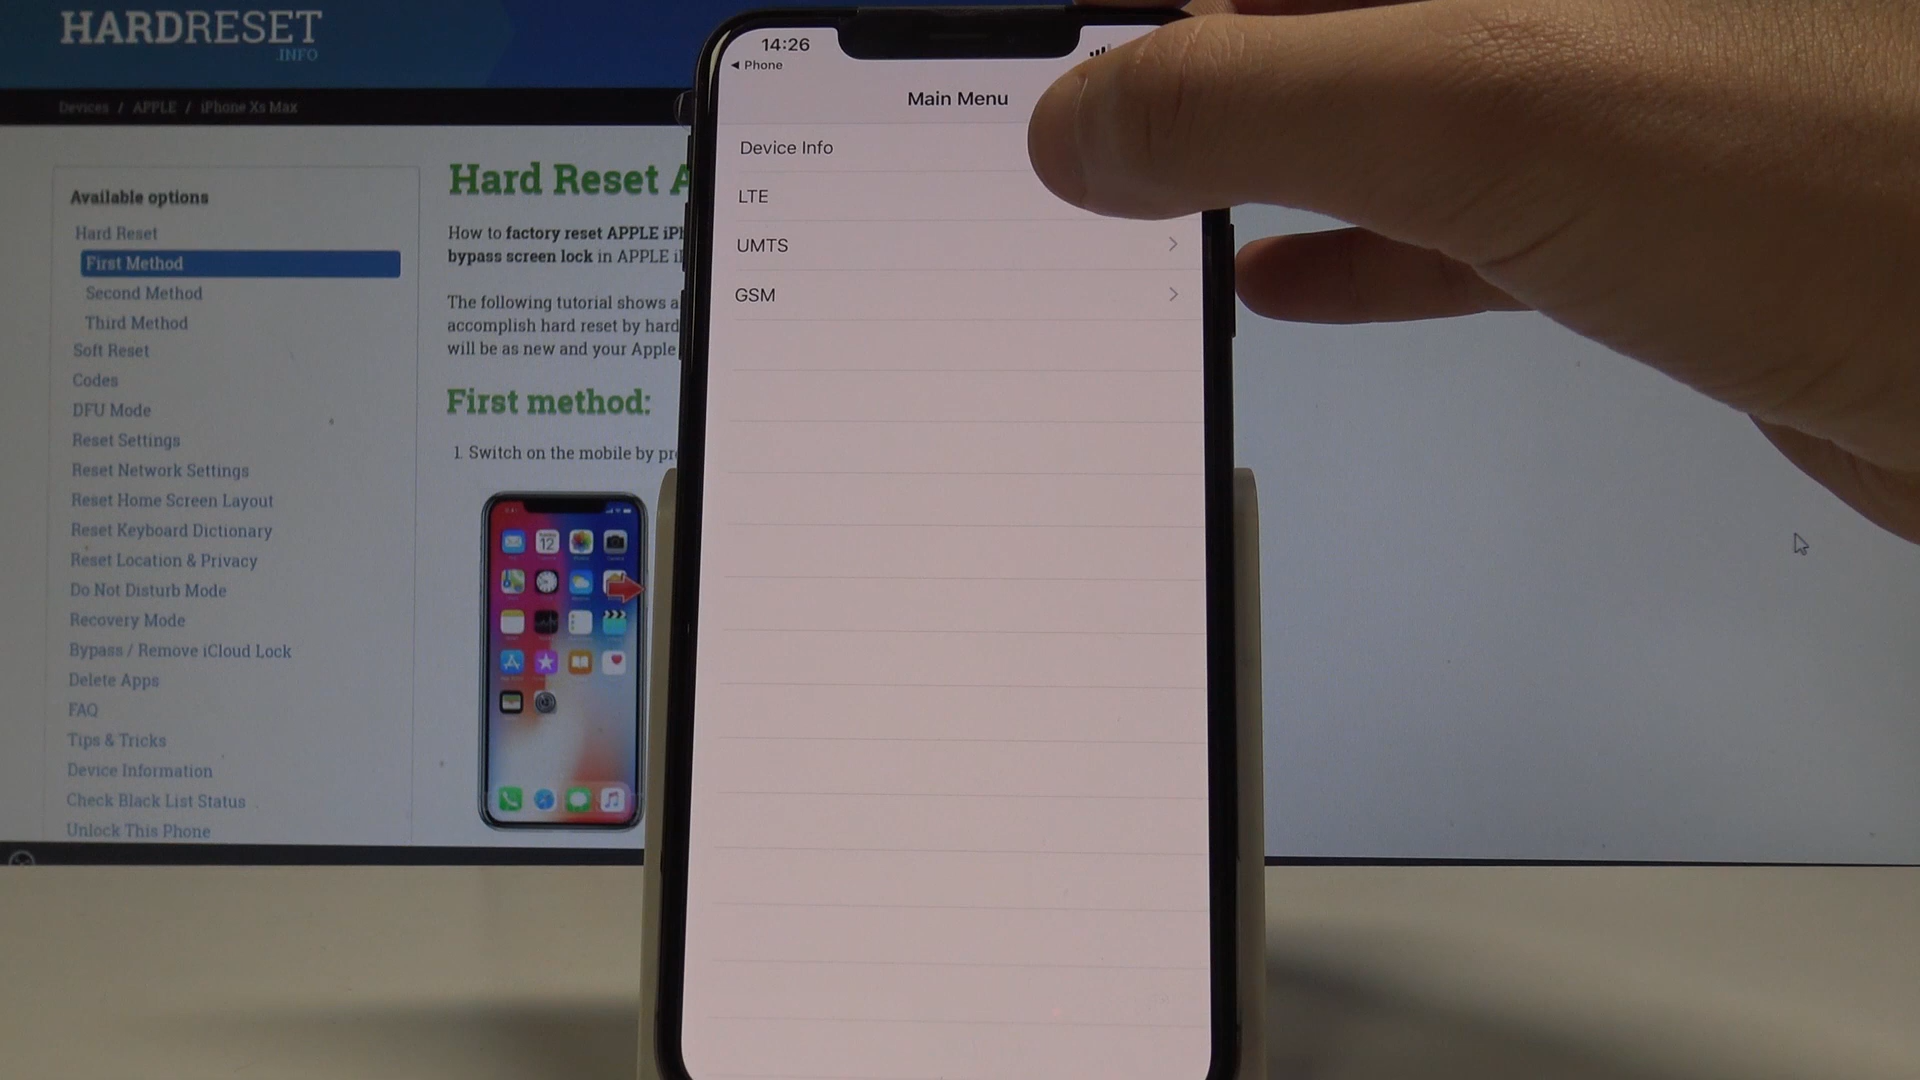 HARDRESET
.INFO
Devices / APPLE / iPhone Xs Max
Available options
Hard Reset
First Method
Second Method
Third Method
Soft Reset
Codes
DFU Mode
Reset Settings
Reset Network Settings
Reset Home Screen Layout
Reset Keyboard Dictionary
Reset Location & Privacy
Do Not Disturb Mode
Recovery Mode
Bypass / Remove iCloud Lock
Delete Apps
FAQ
Tips & Tricks
Device Information
Check Black List Status
Unlock This Phone
Hard Reset A
How to factory reset APPLE iP
bypass screen lock in APPLE i
The following tutorial shows a
accomplish hard reset by hard
will be as new and your Apple
First method:
1. Switch on the mobile by pr
12
14:26
Phone
Main Menu
Device Info
LTE
UMTS
GSM